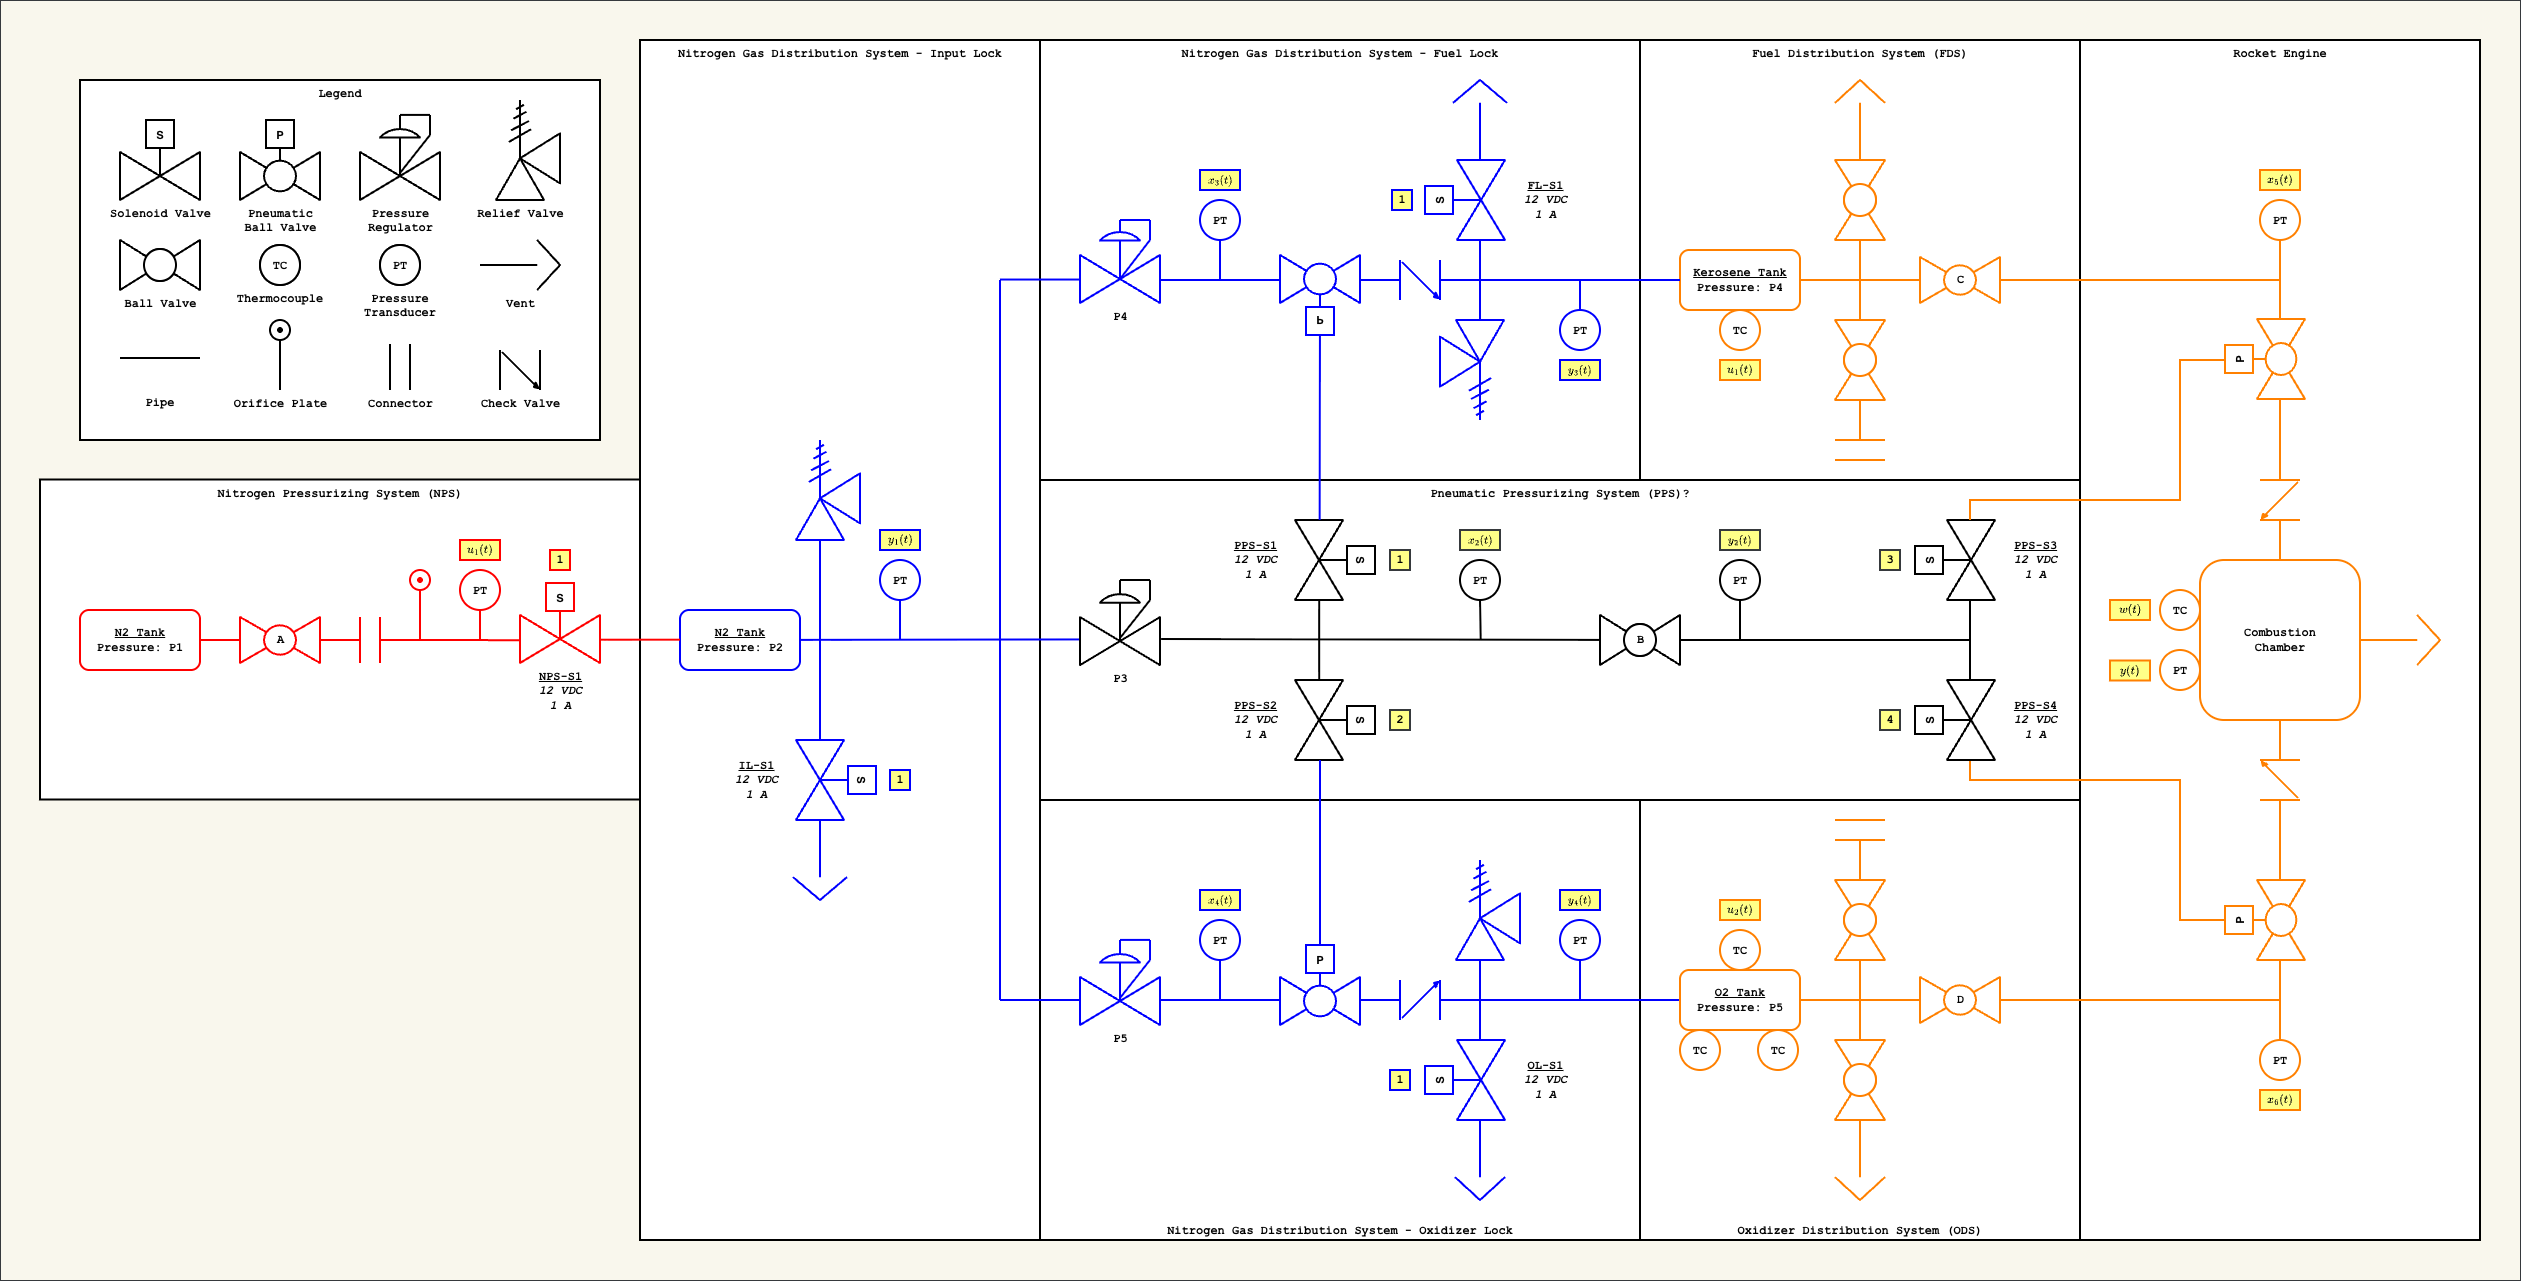 Nitrogen Gas Distribution System - Input Lock
Nitrogen Gas Distribution System - Fuel Lock
Fuel Distribution System (FDS)
Rocket Engine
Legend
S
Solenoid Valve
P
Pneumatic
Ball Valve
Pressure
Regulator
Relief Valve
Ball Valve
TC
Thermocouple
PT
Pressure
Transducer
Vent
Pipe
Orifice Plate
Connector
Check Valve
Nitrogen Pressurizing System (NPS)
N2 Tank
Pressure: P1
A
u₁(t)
PT
1
S
NPS-S1
12 VDC
1 A
N2 Tank
Pressure: P2
y₁(t)
PT
IL-S1
12 VDC
1 A
S
1
P4
x₃(t)
PT
b
1
S
FL-S1
12 VDC
1 A
PT
y₃(t)
Kerosene Tank
Pressure: P4
TC
u₁(t)
C
x₅(t)
PT
P
Pneumatic Pressurizing System (PPS)?
P3
PPS-S1
12 VDC
1 A
S
1
x₂(t)
PT
PPS-S2
12 VDC
1 A
S
2
B
y₂(t)
PT
3
S
PPS-S3
12 VDC
1 A
4
S
PPS-S4
12 VDC
1 A
w(t)
TC
y(t)
PT
Combustion
Chamber
P5
x₄(t)
PT
P
y₄(t)
PT
1
S
OL-S1
12 VDC
1 A
u₂(t)
TC
O2 Tank
Pressure: P5
TC
TC
D
P
PT
x₆(t)
Nitrogen Gas Distribution System - Oxidizer Lock
Oxidizer Distribution System (ODS)